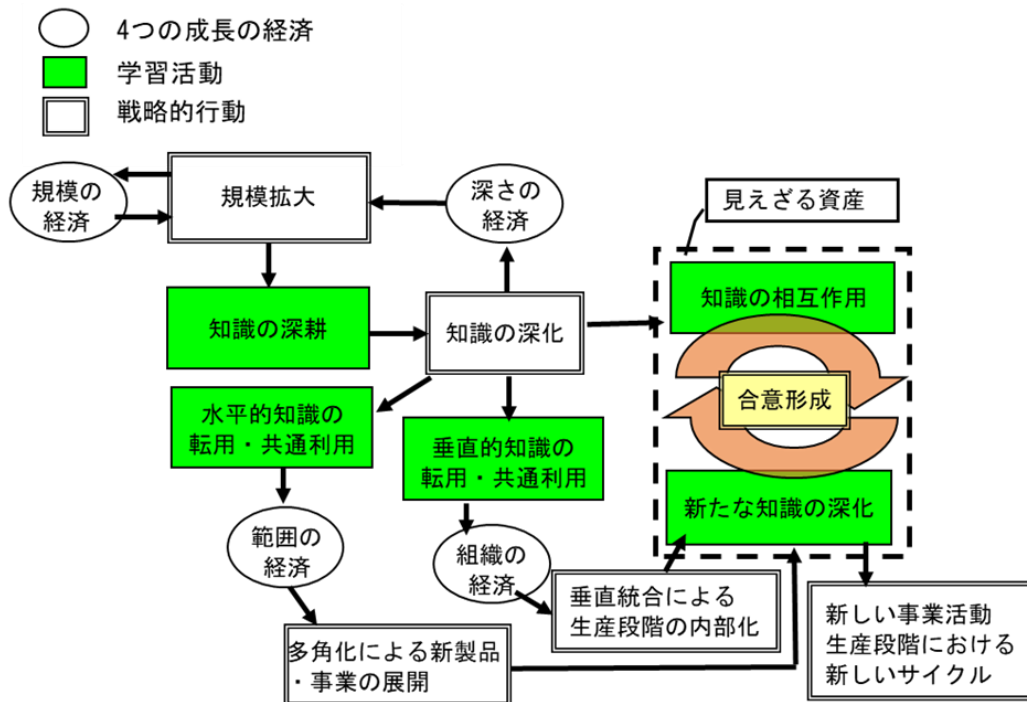 4つの成長の経済
学習活動
戦略的行動
規模の
経済
規模拡大
深さの
経済
見えざる資産
知識の深耕
知識の深化
知識の相互作用
合意形成
水平的知識の
転用・共通利用
垂直的知識の
転用・共通利用
新たな知識の深化
範囲の
経済
組織の
経済
垂直統合による
生産段階の内部化
新しい事業活動
生産段階における
新しいサイクル
多角化による新製品
・事業の展開